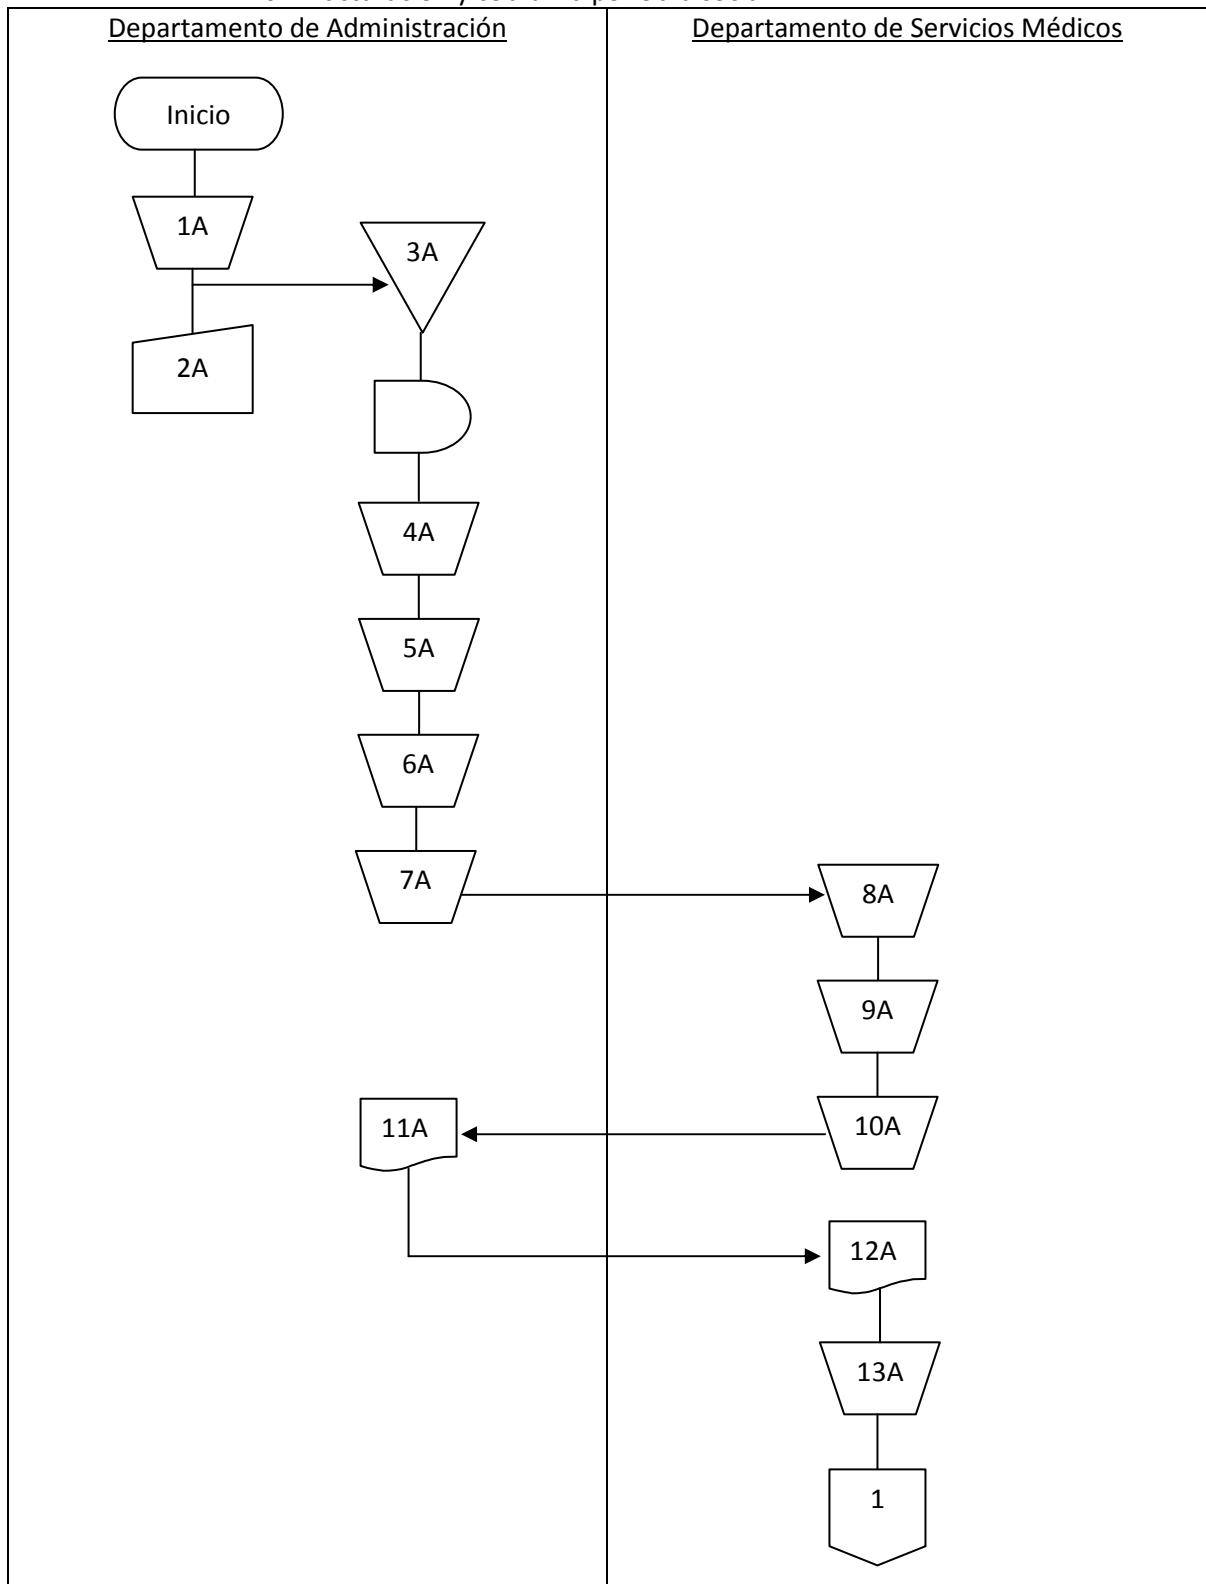 Departamento de Administración
Departamento de Servicios Médicos
Inicio
1A
3A
2A
4A
5A
6A
7A
8A
9A
10A
11A
12A
13A
1